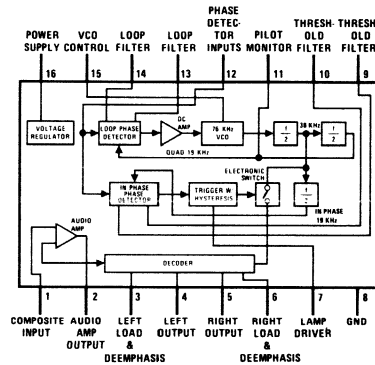 POWER SUPPLY
VCO CONTROL
LOOP FILTER
LOOP FILTER
PHASE DETEC- TOR INPUTS
PILOT MONITOR
THRESH- OLD FILTER
THRESH- OLD FILTER
16
15
14
13
12
11
10
9
VOLTAGE REGULATOR
LOOP PHASE DETECTOR
DC AMP
76 KHz VCO
1/2
38 KHz
1/2
QUAD 19 KHz
ELECTRONIC SWITCH
IN PHASE PHASE DETECTOR
TRIGGER W HYSTERESIS
1/2
IN PHASE 19 KHz
AUDIO AMP
DECODER
1
2
3
4
5
6
7
8
COMPOSITE INPUT
AUDIO AMP OUTPUT
LEFT LOAD & DEEMPHASIS
LEFT OUTPUT
RIGHT OUTPUT
RIGHT LOAD & DEEMPHASIS
LAMP DRIVER
GND